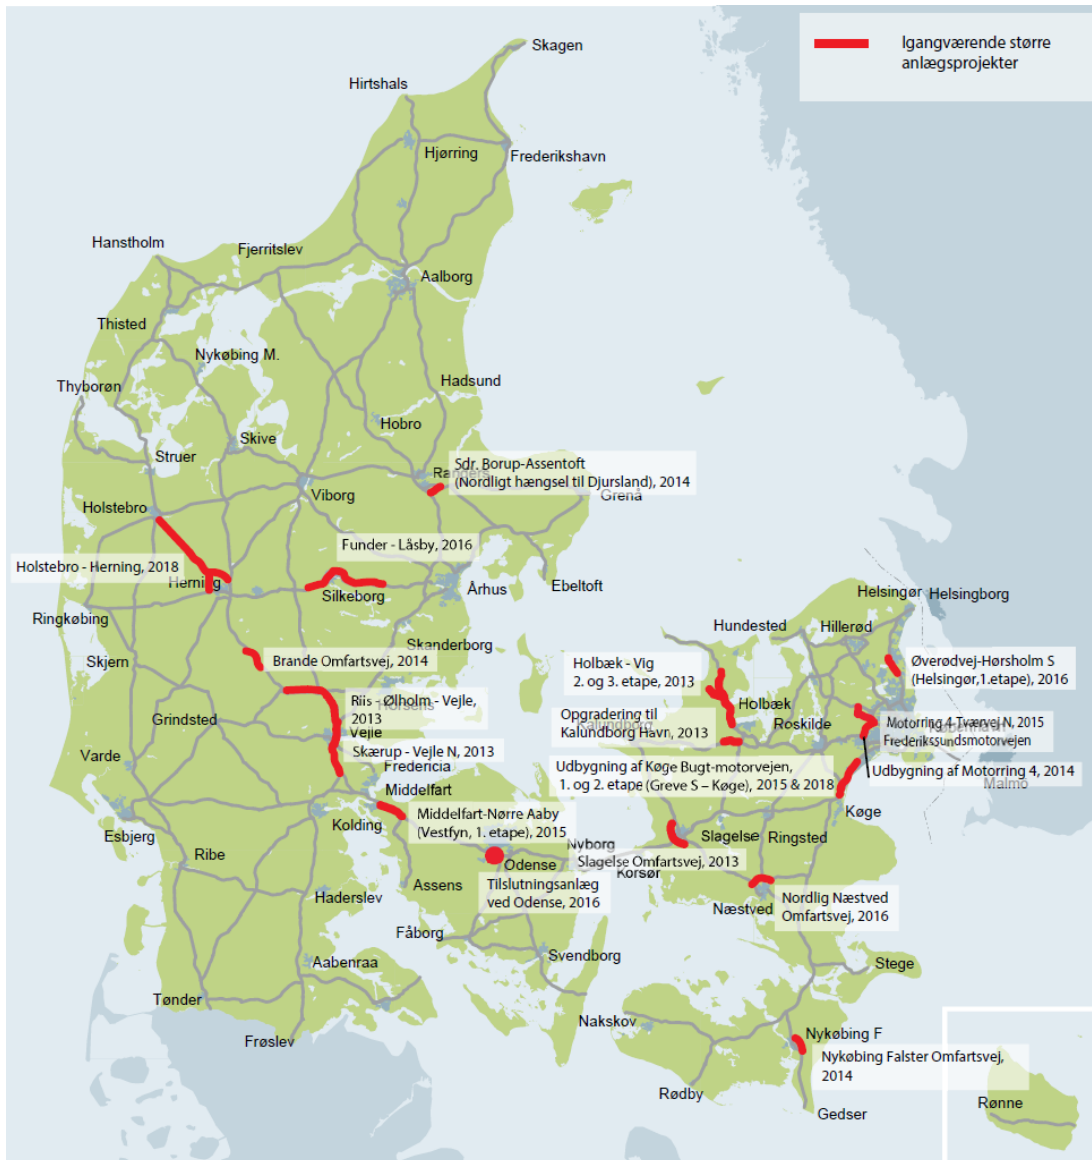 Igangværende større
anlægsprojekter
Skagen
Hirtshals
Hjørring
Frederikshavn
Hanstholm
Fjerritslev
Aalborg
Thisted
Nykøbing M.
Thyborøn
Hadsund
Hobro
Skive
Struer
Sdr. Borup-Assentoft
(Nordligt hængsel til Djursland), 2014
Randers
Grenå
Viborg
Holstebro
Funder - Låsby, 2016
Holstebro - Herning, 2018
Herning
Silkeborg
Århus
Ebeltoft
Helsingør
Helsingborg
Ringkøbing
Hundested
Hillerød
Skanderborg
Skjern
Brande Omfartsvej, 2014
Holbæk - Vig
2. og 3. etape, 2013
Øverødvej-Hørsholm S
(Helsingør,1.etape), 2016
Riis - Ølholm - Vejle,
2013
Horsens
Holbæk
Opgradering til
Kalundborg Havn, 2013
Kalundborg
Roskilde
Motorring 4 Tværvej N, 2015
Frederikssundsmotorvejen
København
Grindsted
Vejle
Skærup - Vejle N, 2013
Varde
Fredericia
Udbygning af Køge Bugt-motorvejen,
1. og 2. etape (Greve S – Køge), 2015 & 2018
Udbygning af Motorring 4, 2014
Malmö
Middelfart
Middelfart-Nørre Aaby
(Vestfyn, 1. etape), 2015
Køge
Esbjerg
Kolding
Slagelse
Ringsted
Nyborg
Ribe
Odense
Slagelse Omfartsvej, 2013
Korsør
Assens
Tilslutningsanlæg
ved Odense, 2016
Haderslev
Næstved
Nordlig Næstved
Omfartsvej, 2016
Fåborg
Svendborg
Aabenraa
Stege
Tønder
Nakskov
Frøslev
Nykøbing F
Nykøbing Falster Omfartsvej,
2014
Rødby
Gedser
Rønne